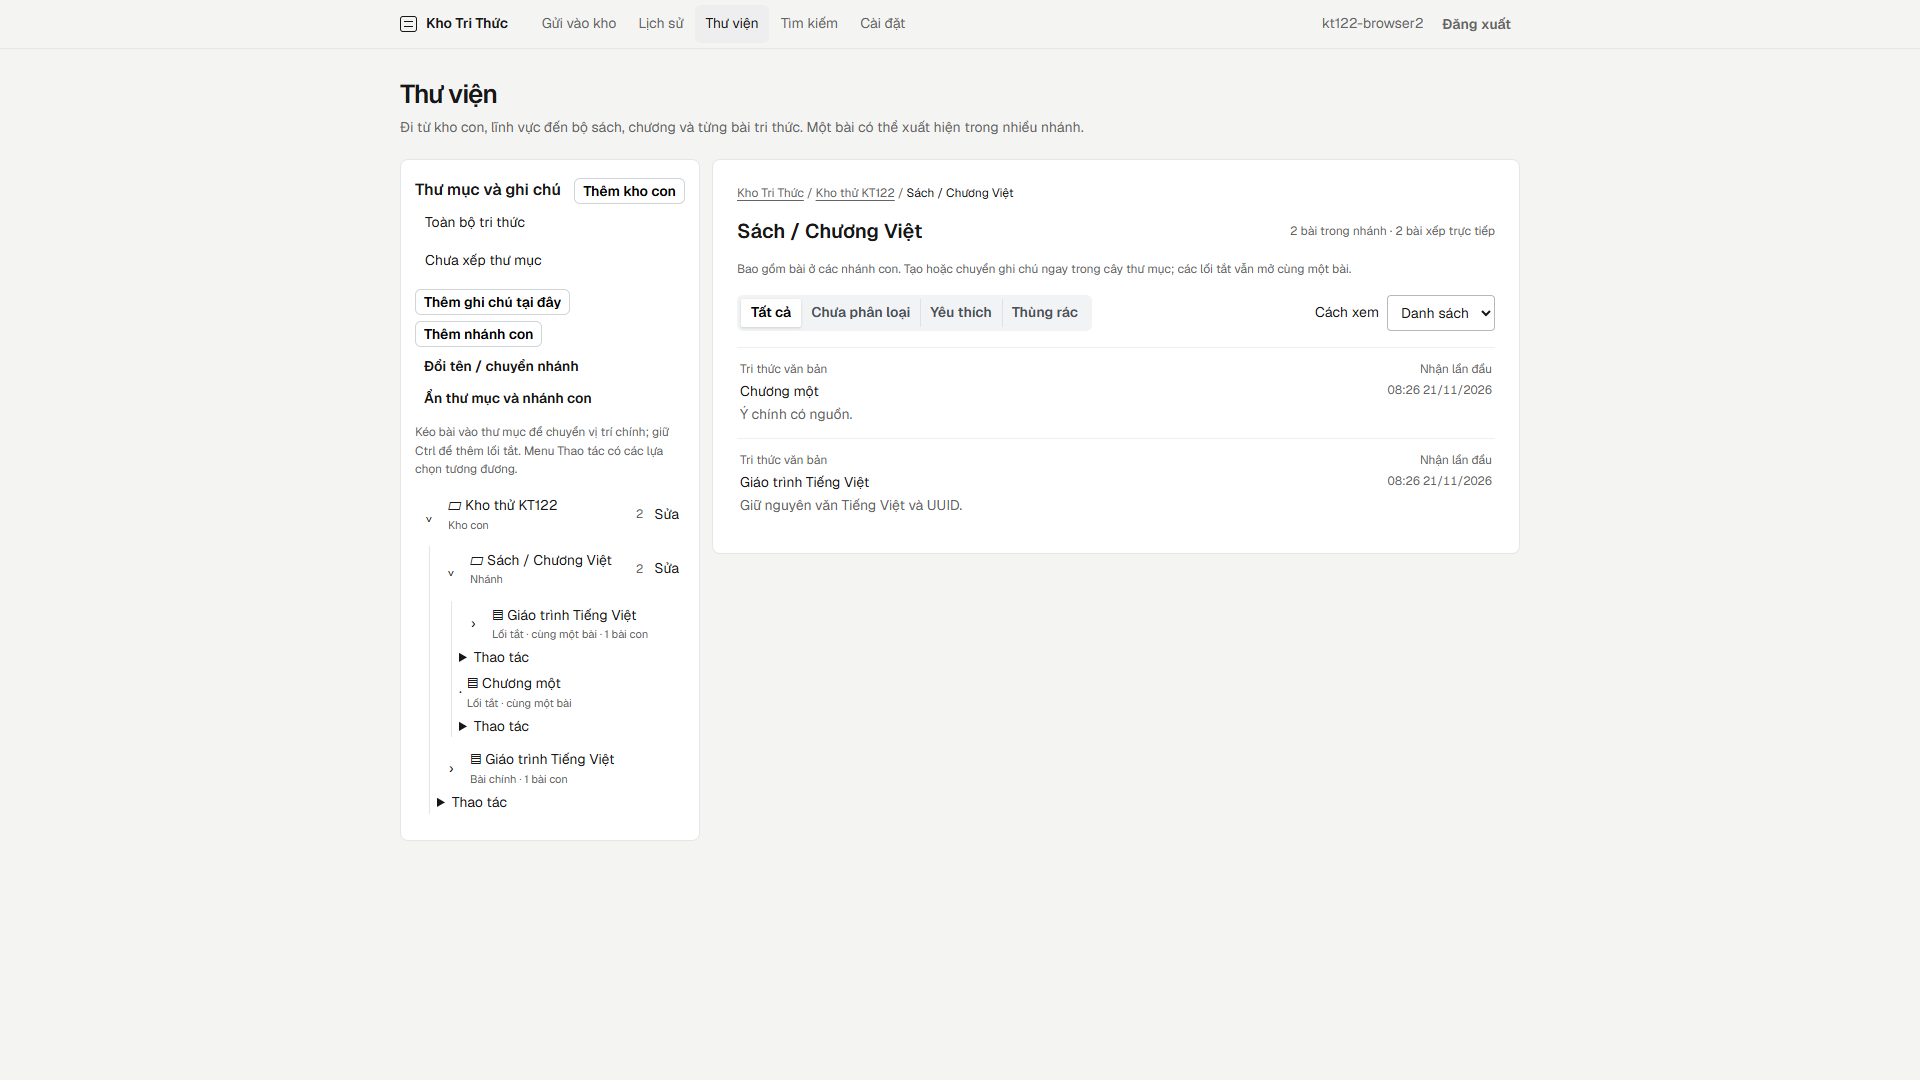 Kho Tri Thức
Gửi vào kho
Lịch sử
Thư viện
Tìm kiếm
Cài đặt
kt122-browser2
Đăng xuất
Thư viện
Đi từ kho con, lĩnh vực đến bộ sách, chương và từng bài tri thức. Một bài có thể xuất hiện trong nhiều nhánh.
Thư mục và ghi chú
Thêm kho con
Toàn bộ tri thức
Chưa xếp thư mục
Thêm ghi chú tại đây
Thêm nhánh con
Đổi tên / chuyển nhánh
Ẩn thư mục và nhánh con
Kéo bài vào thư mục để chuyển vị trí chính; giữ
Ctrl để thêm lối tắt. Menu Thao tác có các lựa
chọn tương đương.
Kho thử KT122
Kho con
2 Sửa
Sách / Chương Việt
Nhánh
2 Sửa
Giáo trình Tiếng Việt
Lối tắt · cùng một bài · 1 bài con
Thao tác
Chương một
Lối tắt · cùng một bài
Thao tác
Giáo trình Tiếng Việt
Bài chính · 1 bài con
Thao tác
Kho Tri Thức / Kho thử KT122 / Sách / Chương Việt
Sách / Chương Việt
2 bài trong nhánh · 2 bài xếp trực tiếp
Bao gồm bài ở các nhánh con. Tạo hoặc chuyển ghi chú ngay trong cây thư mục; các lối tắt vẫn mở cùng một bài.
Tất cả
Chưa phân loại
Yêu thích
Thùng rác
Cách xem
Danh sách
Tri thức văn bản
Chương một
Ý chính có nguồn.
Nhận lần đầu
08:26 21/11/2026
Tri thức văn bản
Giáo trình Tiếng Việt
Giữ nguyên văn Tiếng Việt và UUID.
Nhận lần đầu
08:26 21/11/2026